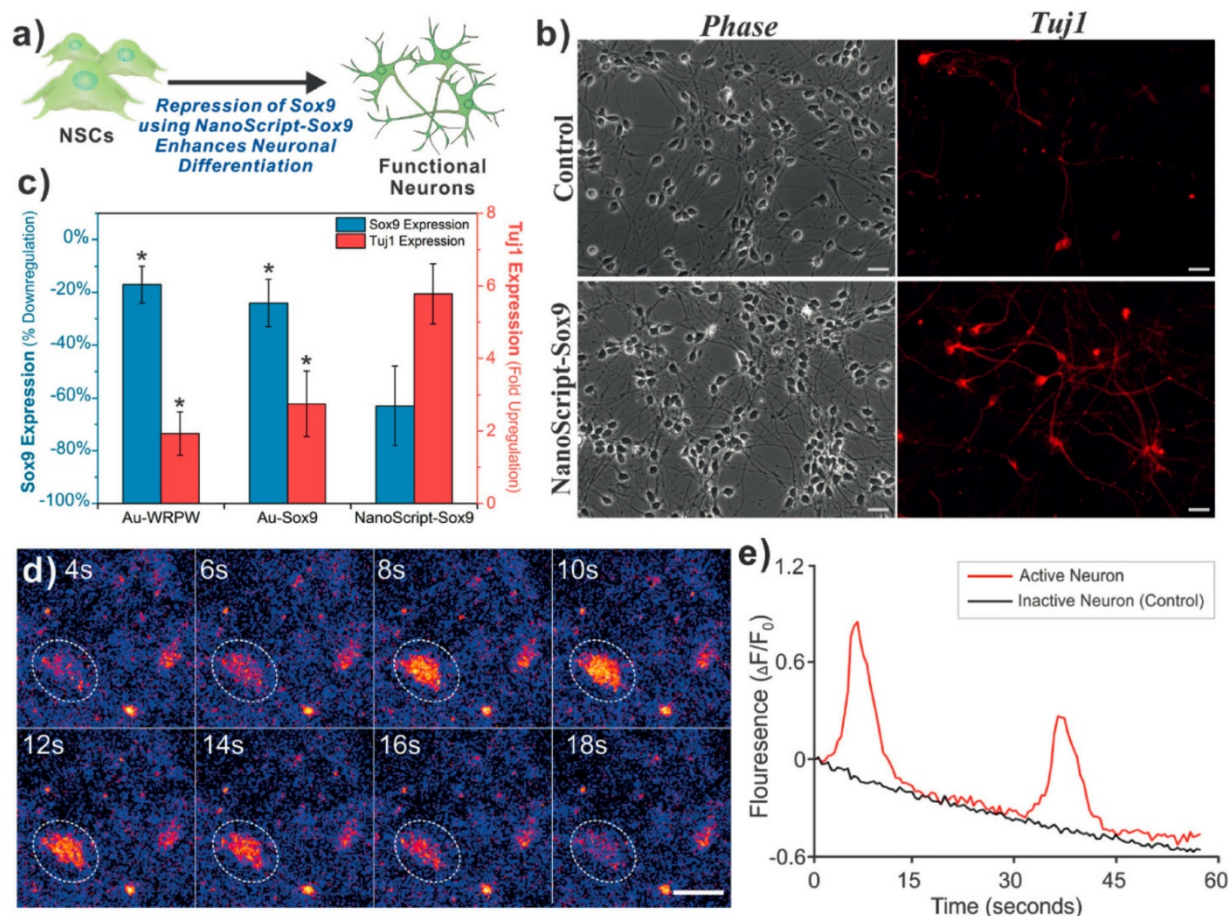 a)
NSCs
Repression of Sox9
using NanoScript-Sox9
Enhances Neuronal
Differentiation
Functional
Neurons
b)
Phase
Tuj1
Control
NanoScript-Sox9
c)
Sox9 Expression (% Downregulation)
0%
-20%
-40%
-60%
-80%
-100%
Sox9 Expression
Tuj1 Expression
* * * *
8
6
4
2
0
Tuj1 Expression (Fold Upregulation)
Au-WRPW Au-Sox9 NanoScript-Sox9
d)
4s 6s 8s 10s
12s 14s 16s 18s
e)
Flouresence (ΔF/F0)
1.2
0.6
0
-0.6
Active Neuron
Inactive Neuron (Control)
0 15 30 45 60
Time (seconds)